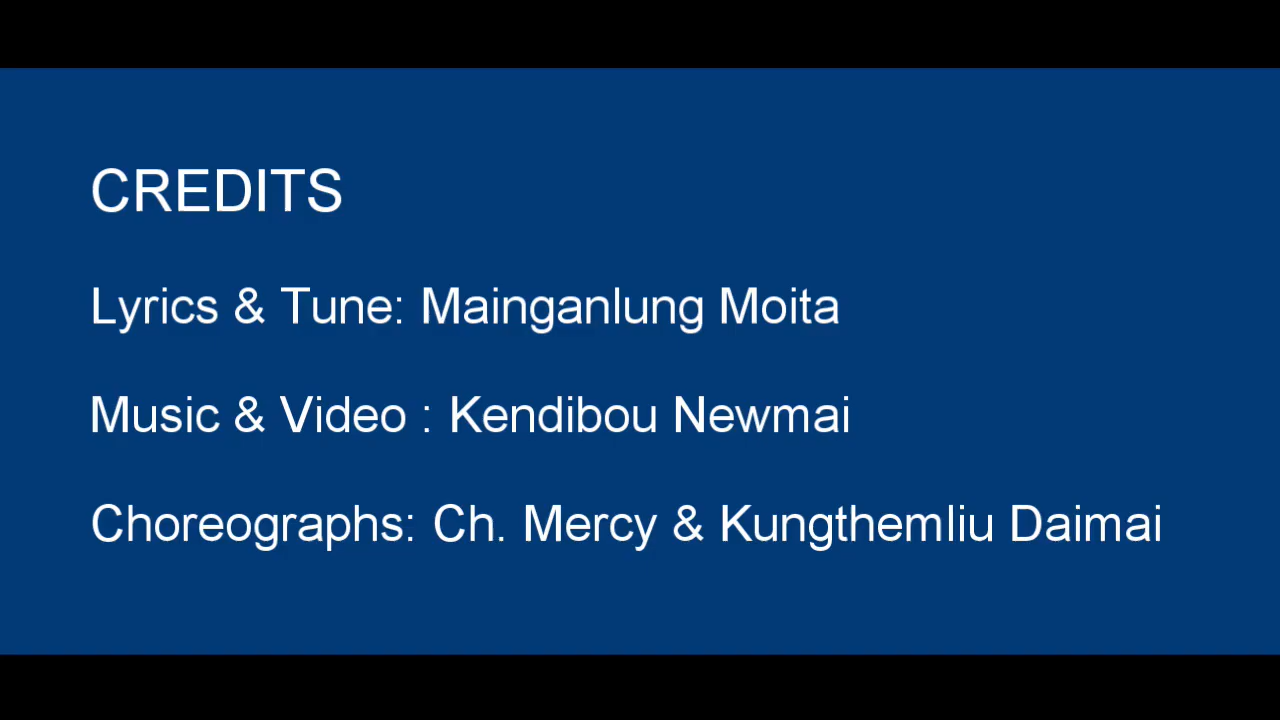 CREDITS
Lyrics & Tune: Mainganlung Moita
Music & Video : Kendibou Newmai
Choreographs: Ch. Mercy & Kungthemliu Daimai